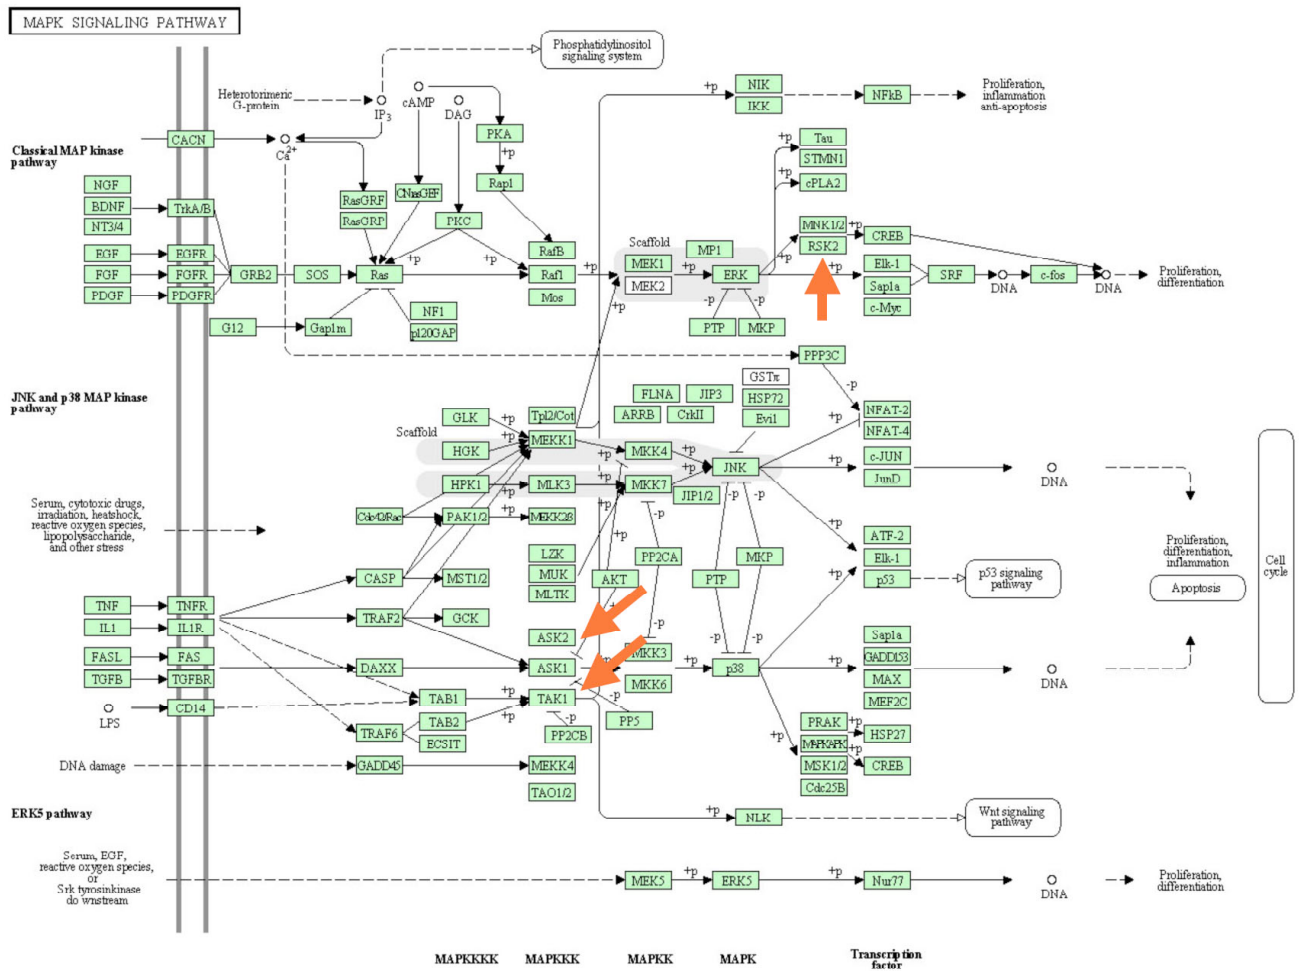 MAPK SIGNALING PATHWAY
Phosphatidylinositol
signaling system
Heterotorimeric
G-protein
IP3
cAMP
DAG
+p
NIK
IKK
NFkB
Proliferation,
inflammation
anti-apoptosis
CACN
Ca2+
PKA
+p
+p
Tau
STMN1
Classical MAP kinase
pathway
NGF
BDNF
NT3/4
TrkA/B
RasGRF
RasGRP
CNrasGEF
Rap1
PKC
+p
cPLA2
EGF
FGF
PDGF
EGFR
FGFR
PDGFR
GRB2
SOS
Ras
+p
+p
RafB
Raf1
Mos
+p
Scaffold
MEK1
MEK2
MP1
+p
ERK
+p
MNK1/2
RSK2
+p
CREB
+p
Elk-1
Sap1a
c-Myc
SRF
DNA
c-fos
DNA
Proliferation,
differentiation
G12
Gap1m
NF1
p120GAP
+p
-p
-p
PTP
MKP
PPP3C
-p
JNK and p38 MAP kinase
pathway
GSTπ
FLNA
JIP3
HSP72
ARRB
CrkII
Evi1
GLK
+p
Tpl2/Cot
NFAT-2
NFAT-4
Scaffold
HGK
+p
+p
MEKK1
+p
MKK4
+p
JNK
+p
c-JUN
JunD
+p
DNA
HPK1
+p
MLK3
+p
MKK7
+p
JIP1/2
Serum, cytotoxic drugs,
irradiation, heatshock,
reactive oxygen species,
lipopolysaccharide,
and other stress
Cdc42/Rac
PAK1/2
+p
MEKK2/3
-p
-p
-p
LZK
MUK
MLTK
PP2CA
MKP
AKT
PTP
+p
ATF-2
Elk-1
p53
p53 signaling
pathway
Proliferation,
differentiation,
inflammation
Apoptosis
Cell
cycle
CASP
MST1/2
+p
TNF
TNFR
IL1
IL1R
TRAF2
GCK
ASK2
-p
-p
-p
FASL
FAS
DAXX
ASK1
MKK3
MKK6
+p
p38
+p
Sap1a
GADD153
MAX
MEF2C
DNA
TGFB
TGFBR
TAB1
+p
TAK1
-p
PP5
LPS
CD14
TAB2
ECSIT
TRAF6
+p
-p
PP2CB
+p
PRAK
MAPKAPK
MSK1/2
Cdc25B
+p
HSP27
+p
CREB
DNA damage
GADD45
MEKK4
TAO1/2
ERK5 pathway
+p
NLK
Wnt signaling
pathway
Serum, EGF,
reactive oxygen species,
or
Srk tyrosinkinase
downstream
MEK5
+p
ERK5
+p
Nur77
DNA
Proliferation,
differentiation
MAPKKKK
MAPKKK
MAPKK
MAPK
Transcription
factor